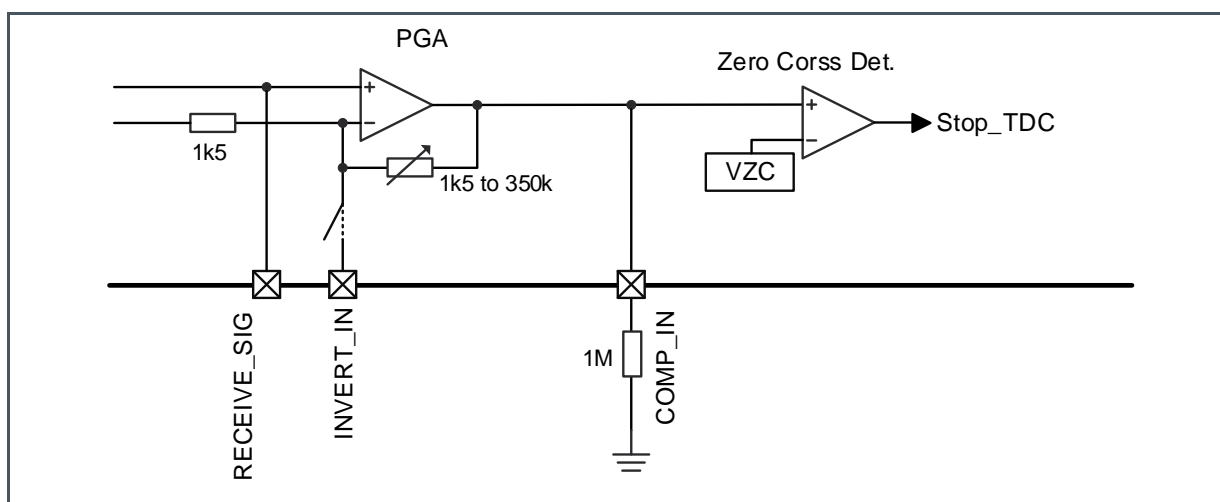 PGA
Zero Corss Det.
+
+
Stop_TDC
−
−
1k5
VZC
1k5 to 350k
RECEIVE_SIG
INVERT_IN
1M
COMP_IN